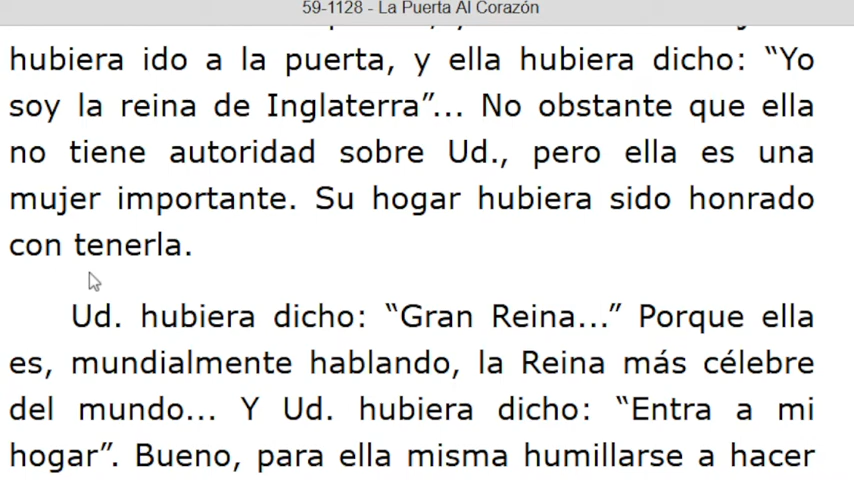 59-1128 - La Puerta Al Corazón
hubiera ido a la puerta, y ella hubiera dicho: “Yo
soy la reina de Inglaterra”... No obstante que ella
no tiene autoridad sobre Ud., pero ella es una
mujer importante. Su hogar hubiera sido honrado
con tenerla.
Ud. hubiera dicho: “Gran Reina...” Porque ella
es, mundialmente hablando, la Reina más célebre
del mundo... Y Ud. hubiera dicho: “Entra a mi
hogar”. Bueno, para ella misma humillarse a hacer